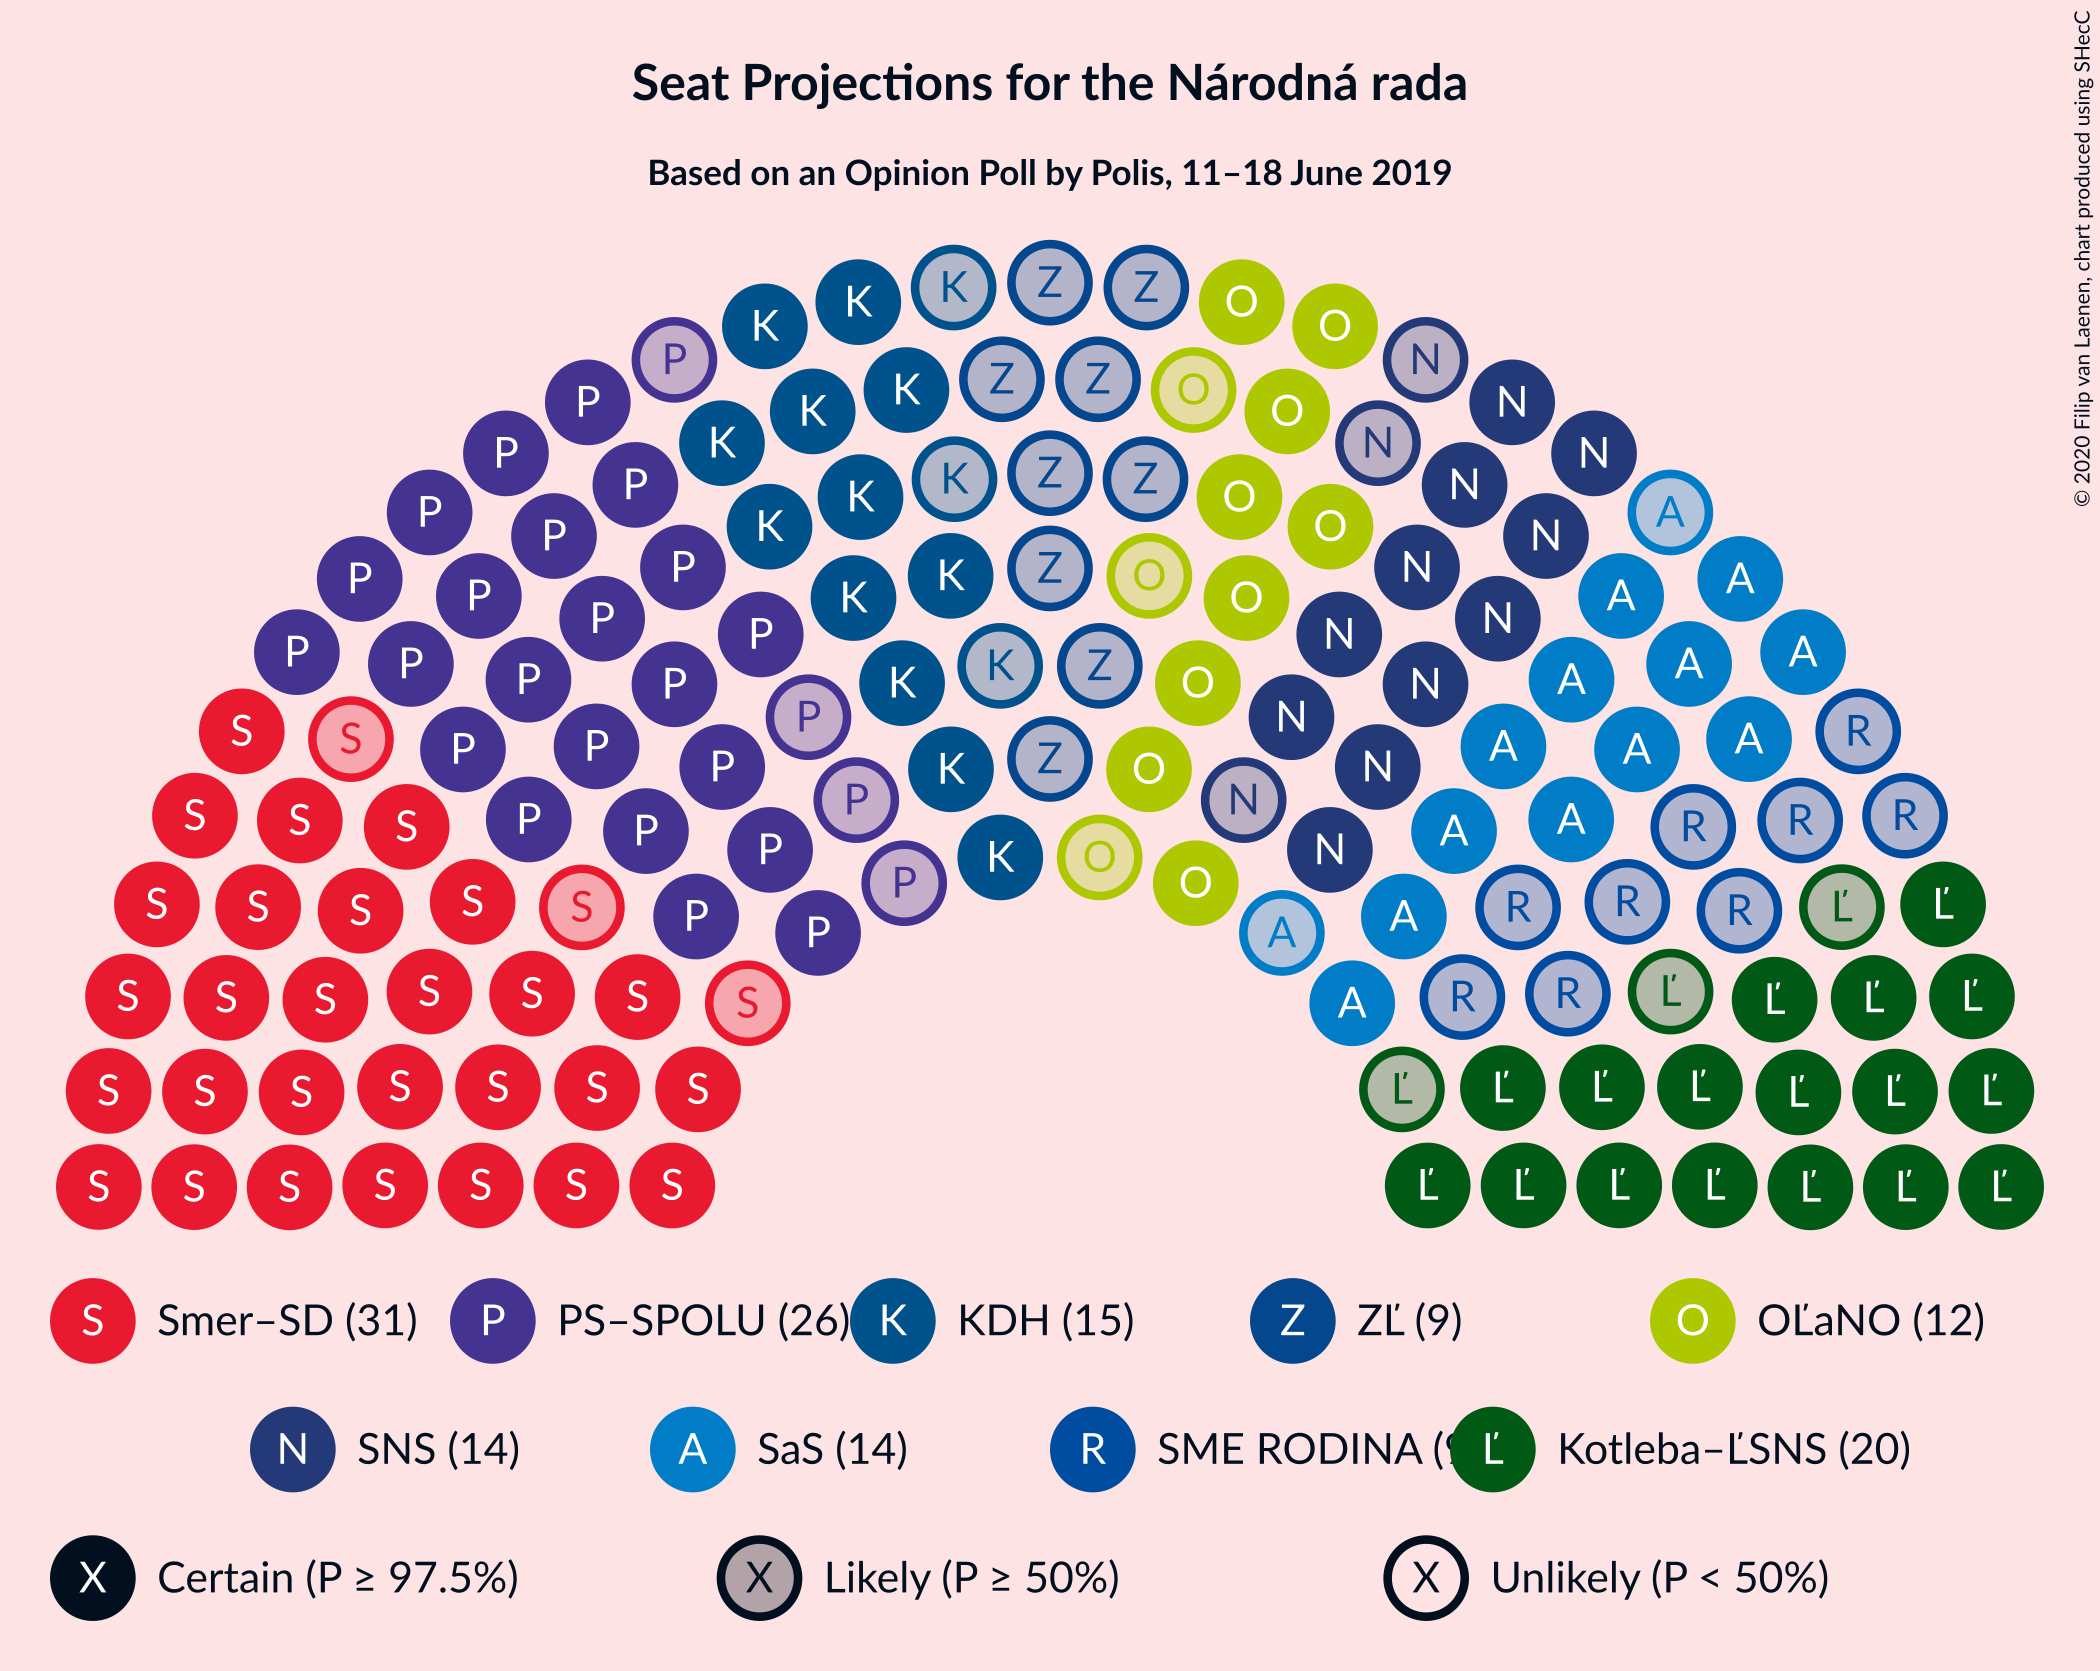 Seat Projections for the Národná rada
Based on an Opinion Poll by Polis, 11–18 June 2019
© 2020 Filip van Laenen, chart produced using SHecC
K Z Z
K O
K O
P K K Z Z O O N
P K N N
P P K K Z Z O N N
P P K O N N A
P P P K K Z O O N N A A
P P P P K K Z O N N A A A
S S P P P P K Z O N N A A A R
S S S P P P P K O N N A A R R R
S S S S S P P P O A A R R R Ľ Ľ
S S S S S S S A R R Ľ Ľ Ľ Ľ
S S S S S S S Ľ Ľ Ľ Ľ Ľ Ľ Ľ
S S S S S S S Ľ Ľ Ľ Ľ Ľ Ľ Ľ
S Smer–SD (31) P PS–SPOLU (26) K KDH (15) Z ZĽ (9) O OĽaNO (12)
N SNS (14) A SaS (14) R SME RODINA ( Ľ Kotleba–ĽSNS (20)
X Certain (P ≥ 97.5%) X Likely (P ≥ 50%) X Unlikely (P < 50%)